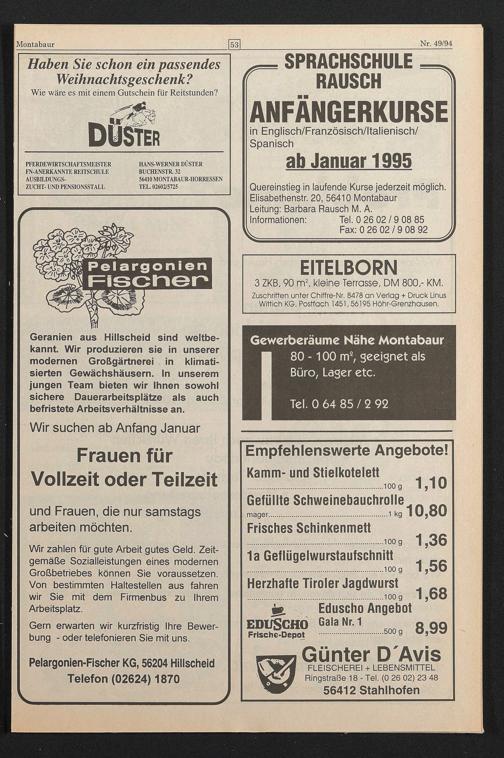 Montabaur
53
Nr. 49/94
Haben Sie schon ein passendes
Weihnachtsgeschenk?
Wie wäre es mit einem Gutschein für Reitstunden?
DÜSTER
PFERDEWIRTSCHAFTSMEISTER
FN-ANERKANNTE REITSCHULE
AUSBILDUNGS-
ZUCHT- UND PENSIONSSTALL
HANS-WERNER DÜSTER
BUCHENSTR. 32
56410 MONTABAUR-HORRESSEN
TEL. 02602/5725
Pelargonien
Fischer
Geranien aus Hillscheid sind weltbe-
kannt. Wir produzieren sie in unserer
modernen Großgärtnerei in klimati-
sierten Gewächshäusern. In unserem
jungen Team bieten wir Ihnen sowohl
sichere Dauerarbeitsplätze als auch
befristete Arbeitsverhältnisse an.
Wir suchen ab Anfang Januar
Frauen für
Vollzeit oder Teilzeit
und Frauen, die nur samstags
arbeiten möchten.
Wir zahlen für gute Arbeit gutes Geld. Zeit-
gemäße Sozialleistungen eines modernen
Großbetriebes können Sie voraussetzen.
Von bestimmten Haltestellen aus fahren
wir Sie mit dem Firmenbus zu Ihrem
Arbeitsplatz.
Gern erwarten wir kurzfristig Ihre Bewer-
bung - oder telefonieren Sie mit uns.
Pelargonien-Fischer KG, 56204 Hillscheid
Telefon (02624) 1870
SPRACHSCHULE
RAUSCH
ANFÄNGERKURSE
in Englisch/Französisch/Italienisch/
Spanisch
ab Januar 1995
Quereinstieg in laufende Kurse jederzeit möglich.
Elisabethenstr. 20, 56410 Montabaur
Leitung: Barbara Rausch M. A.
Informationen: Tel. 0 26 02 / 9 08 85
Fax: 0 26 02 / 9 08 92
EITELBORN
3 ZKB, 90 m², kleine Terrasse, DM 800,- KM.
Zuschriften unter Chiffre-Nr. 8478 an Verlag + Druck Linus
Wittich KG, Postfach 1451, 56195 Höhr-Grenzhausen.
Gewerberäume Nähe Montabaur
80 - 100 m², geeignet als
Büro, Lager etc.
Tel. 0 64 85 / 2 92
Empfehlenswerte Angebote!
Kamm- und Stielkotelett
100 g 1,10
Gefüllte Schweinebauchrolle
mager 1 kg 10,80
Frisches Schinkenmett
100 g 1,36
1a Geflügelwurstaufschnitt
100 g 1,56
Herzhafte Tiroler Jagdwurst
100 g 1,68
EDUSCHO
Frische-Depot
Eduscho Angebot
Gala Nr. 1
500 g 8,99
Günter D´Avis
FLEISCHEREI + LEBENSMITTEL
Ringstraße 18 - Tel. (0 26 02) 23 48
56412 Stahlhofen